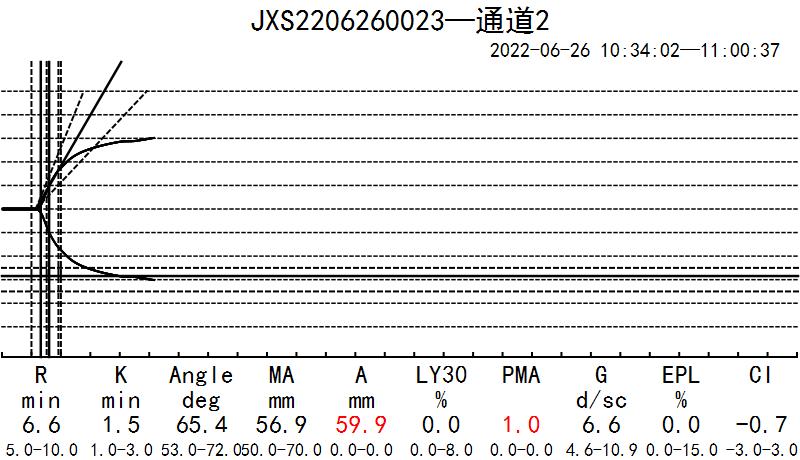 JXS2206260023—通道2
2022-06-26 10:34:02—11:00:37
R K Angle MA A LY30 PMA G EPL CI
min min deg mm mm % d/sc %
6.6 1.5 65.4 56.9 59.9 0.0 1.0 6.6 0.0 -0.7
5.0-10.0 1.0-3.0 53.0-72.0 50.0-70.0 0.0-0.0 0.0-8.0 0.0-0.0 4.6-10.9 0.0-15.0 -3.0-3.0